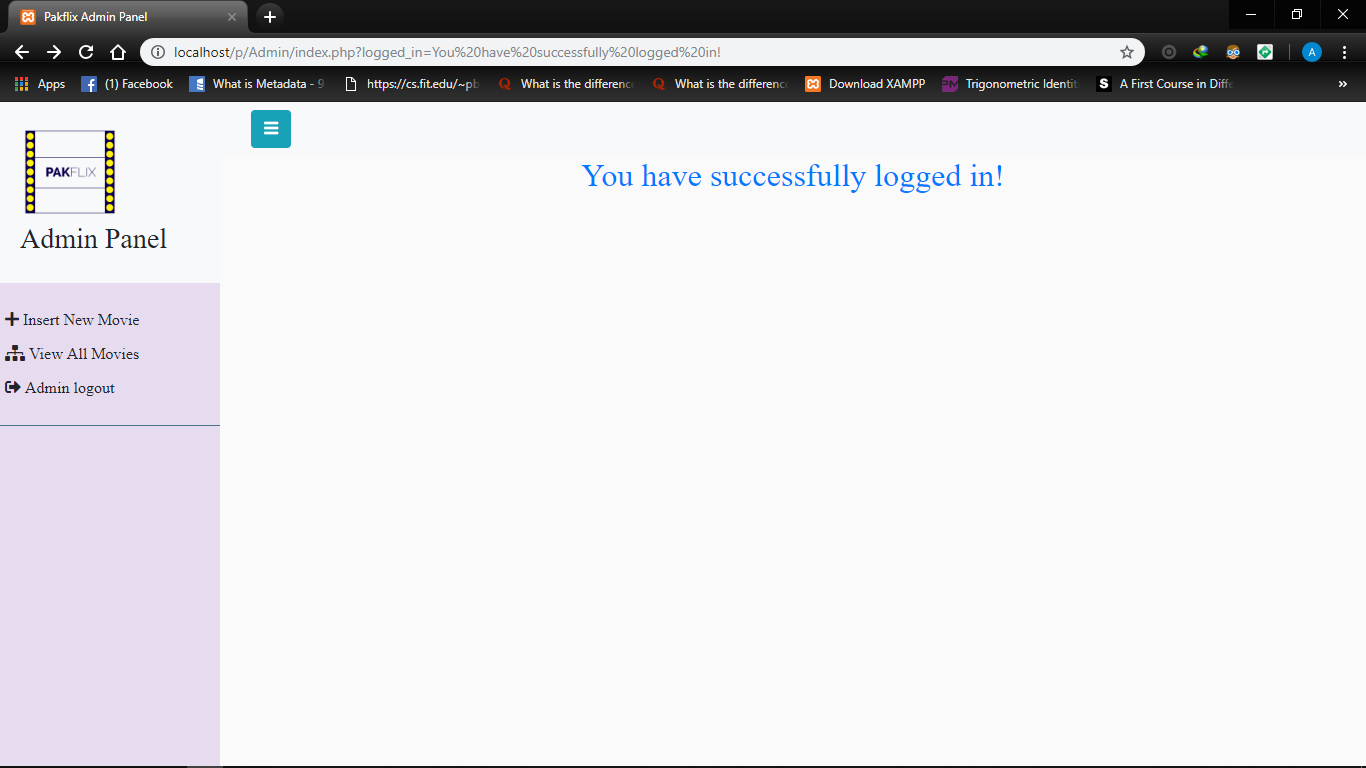 Pakflix Admin Panel
localhost/p/Admin/index.php?logged_in=You%20have%20successfully%20logged%20in!
A
Apps
(1) Facebook
What is Metadata - 9
https://cs.fit.edu/~pb
What is the difference
What is the difference
Download XAMPP
Trigonometric Identit
A First Course in Diffe
»
PAKFLIX
Admin Panel
You have successfully logged in!
Insert New Movie
View All Movies
Admin logout